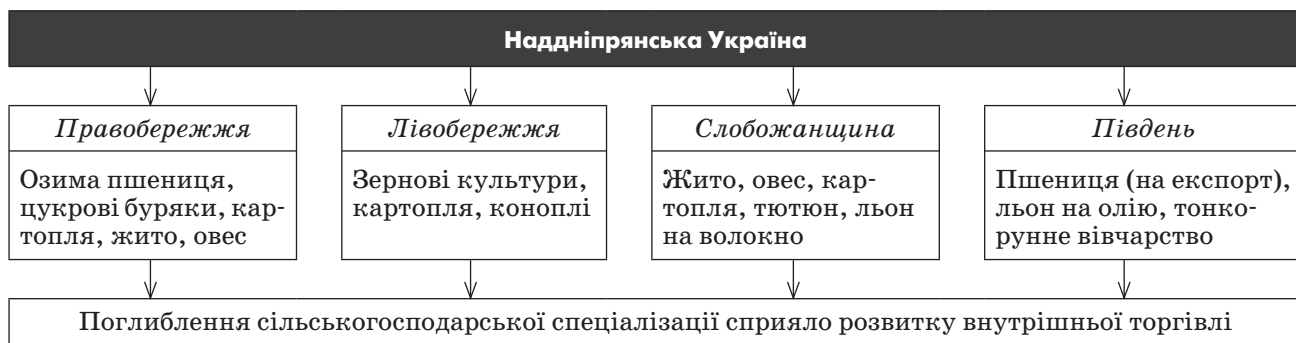 Наддніпрянська Україна
Правобережжя
Озима пшениця,
цукрові буряки, кар-
топля, жито, овес
Лівобережжя
Зернові культури,
картопля, коноплі
Слобожанщина
Жито, овес, кар-
топля, тютюн, льон
на волокно
Південь
Пшениця (на експорт),
льон на олію, тонко-
рунне вівчарство
Поглиблення сільськогосподарської спеціалізації сприяло розвитку внутрішньої торгівлі